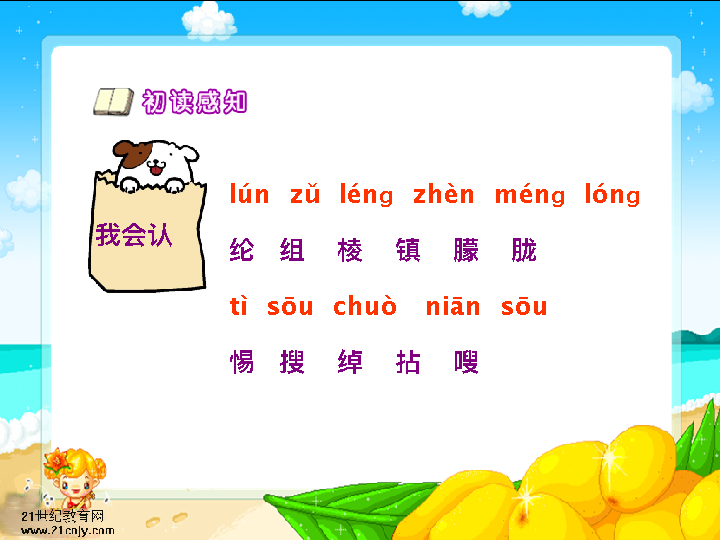 初读感知
我会认
lún zǔ léng zhèn méng lóng
纶 组 棱 镇 朦 胧
tì sōu chuò niān sōu
惕 搜 绰 拈 嗖
21世纪教育网
www.21cnjy.com